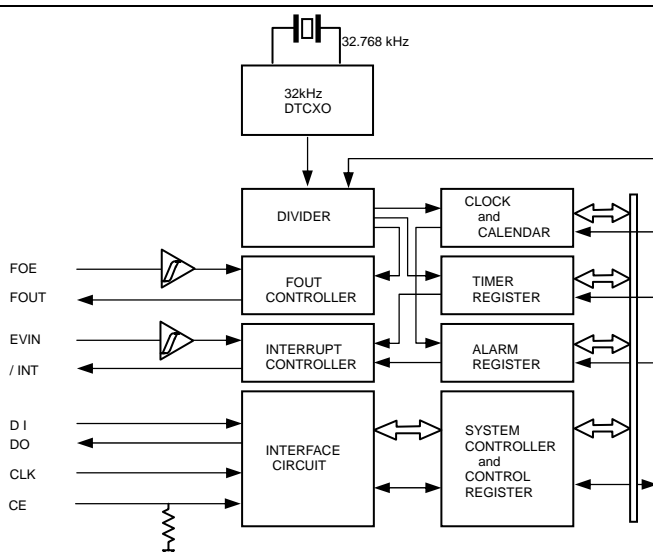 32.768 kHz
32kHz
DTCXO
DIVIDER
CLOCK
and
CALENDAR
FOE
FOUT
FOUT
CONTROLLER
TIMER
REGISTER
EVIN
/ INT
INTERRUPT
CONTROLLER
ALARM
REGISTER
D I
DO
CLK
CE
INTERFACE
CIRCUIT
SYSTEM
CONTROLLER
and
CONTROL
REGISTER